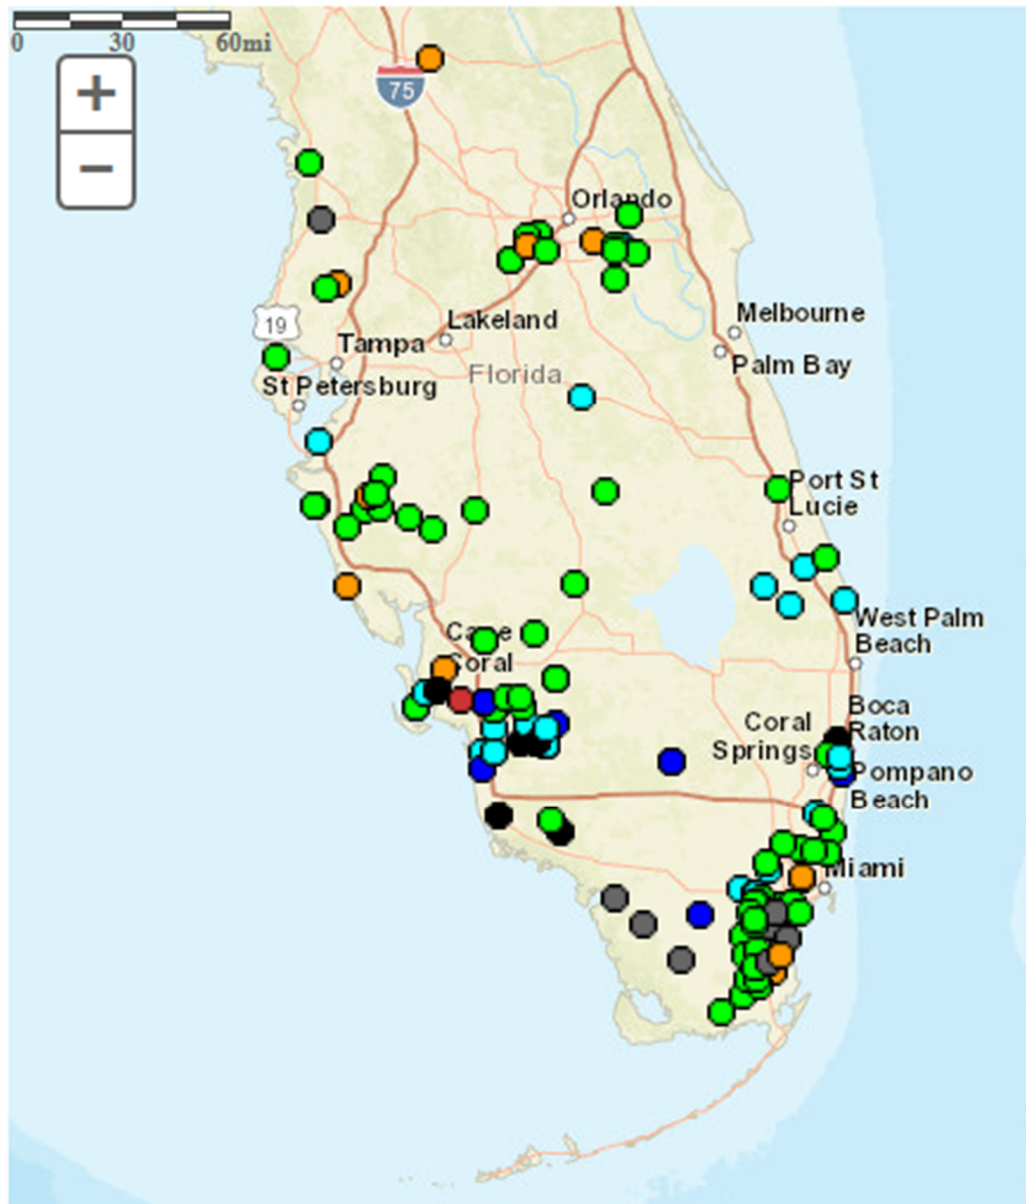 0 30 60mi
+
75
−
Orlando
19
Melbourne
Lakeland
Tampa
Palm Bay
Florida
St Petersburg
Port St
Lucie
West Palm
Beach
Cape
Coral
Boca
Raton
Coral
Springs
Pompano
Beach
Miami